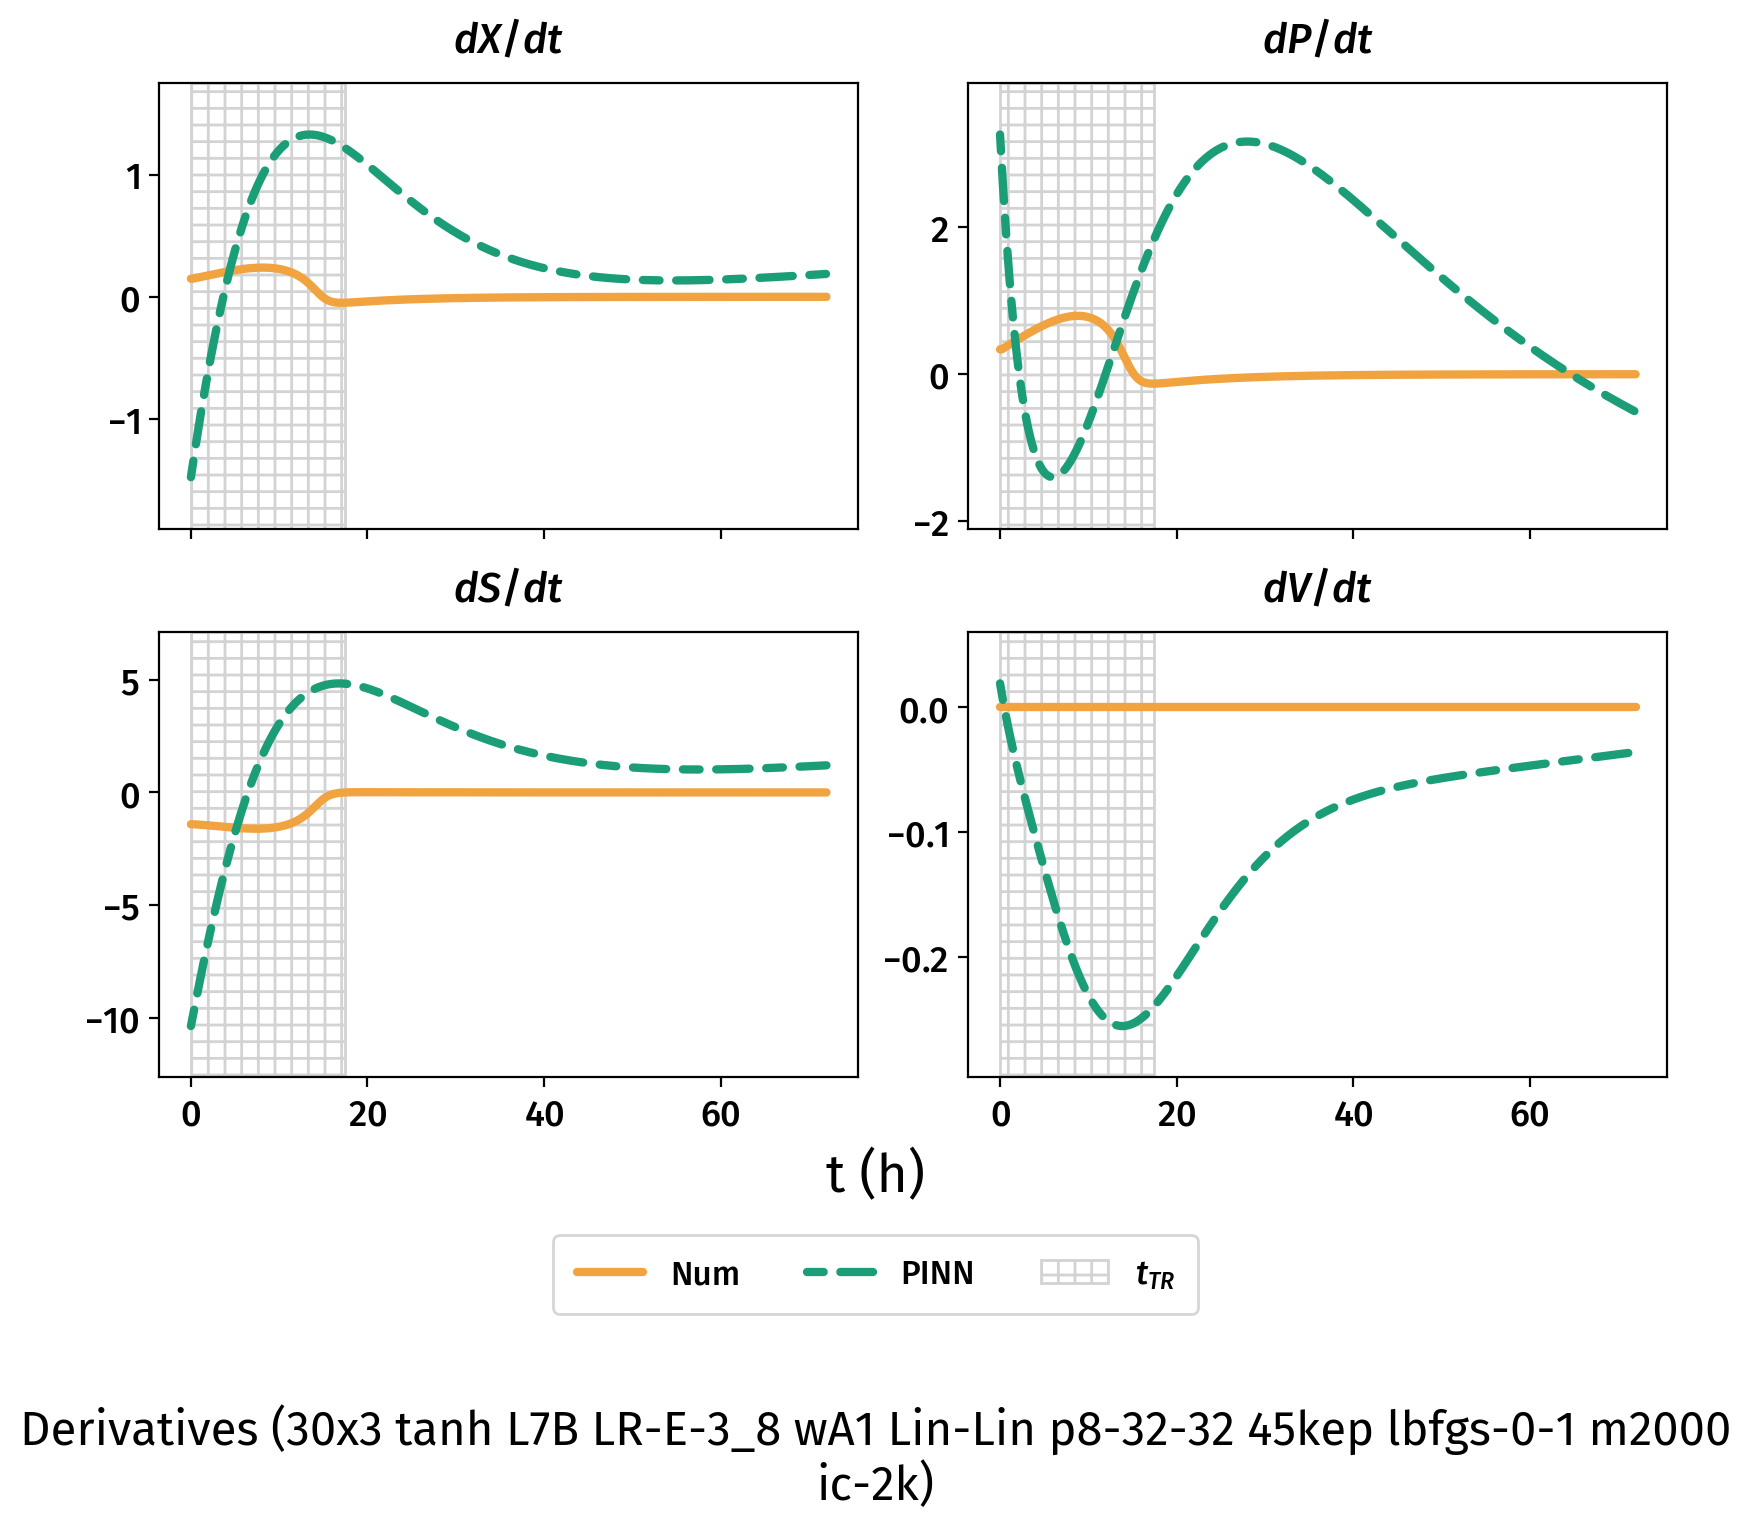 dX/dt
dP/dt
1
0
−1
2
0
−2
dS/dt
dV/dt
5
0
−5
−10
0.0
−0.1
−0.2
0 20 40 60
0 20 40 60
t (h)
Num PINN t_TR
Derivatives (30x3 tanh L7B LR-E-3_8 wA1 Lin-Lin p8-32-32 45kep lbfgs-0-1 m2000
ic-2k)